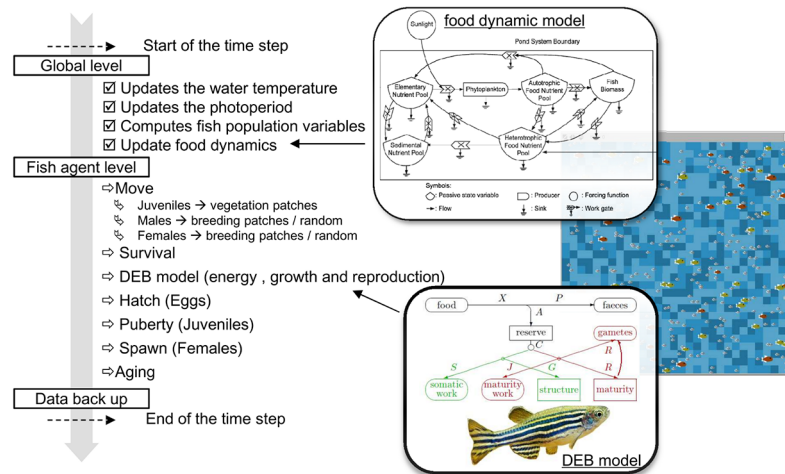 Start of the time step
Global level
☑ Updates the water temperature
☑ Updates the photoperiod
☑ Computes fish population variables
☑ Update food dynamics
Fish agent level
⇨Move
Juveniles → vegetation patches
Males → breeding patches / random
Females → breeding patches / random
⇨ Survival
⇨ DEB model (energy , growth and reproduction)
⇨ Hatch (Eggs)
⇨ Puberty (Juveniles)
⇨ Spawn (Females)
⇨Aging
Data back up
End of the time step
food dynamic model
Sunlight
Pond System Boundary
Elementary
Nutrient Pool
Phytoplankton
Autotrophic
Food Nutrient
Pool
Fish
Biomass
Sedimental
Nutrient Pool
Heterotrophic
Food Nutrient
Pool
Symbols:
: Passive state variable
: Producer
: Forcing function
: Flow
: Sink
: Work gate
food
X
P
faeces
A
reserve
C
gametes
S
J
G
R
R
somatic
work
maturity
work
structure
maturity
DEB model